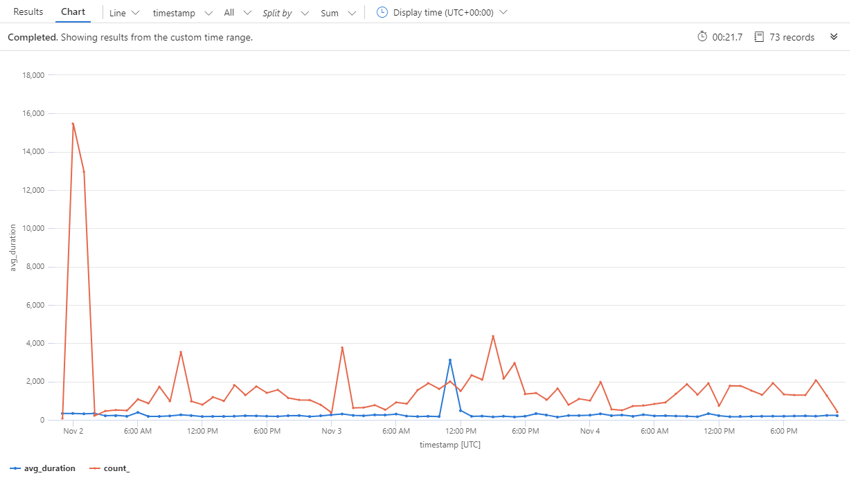 Results Chart Line timestamp All Split by Sum Display time (UTC+00:00)
Completed. Showing results from the custom time range. 00:21.7 73 records
18,000
16,000
14,000
12,000
10,000
8,000
6,000
4,000
2,000
0
avg_duration
Nov 2 6:00 AM 12:00 PM 6:00 PM Nov 3 6:00 AM 12:00 PM 6:00 PM Nov 4 6:00 AM 12:00 PM 6:00 PM
timestamp [UTC]
avg_duration count_